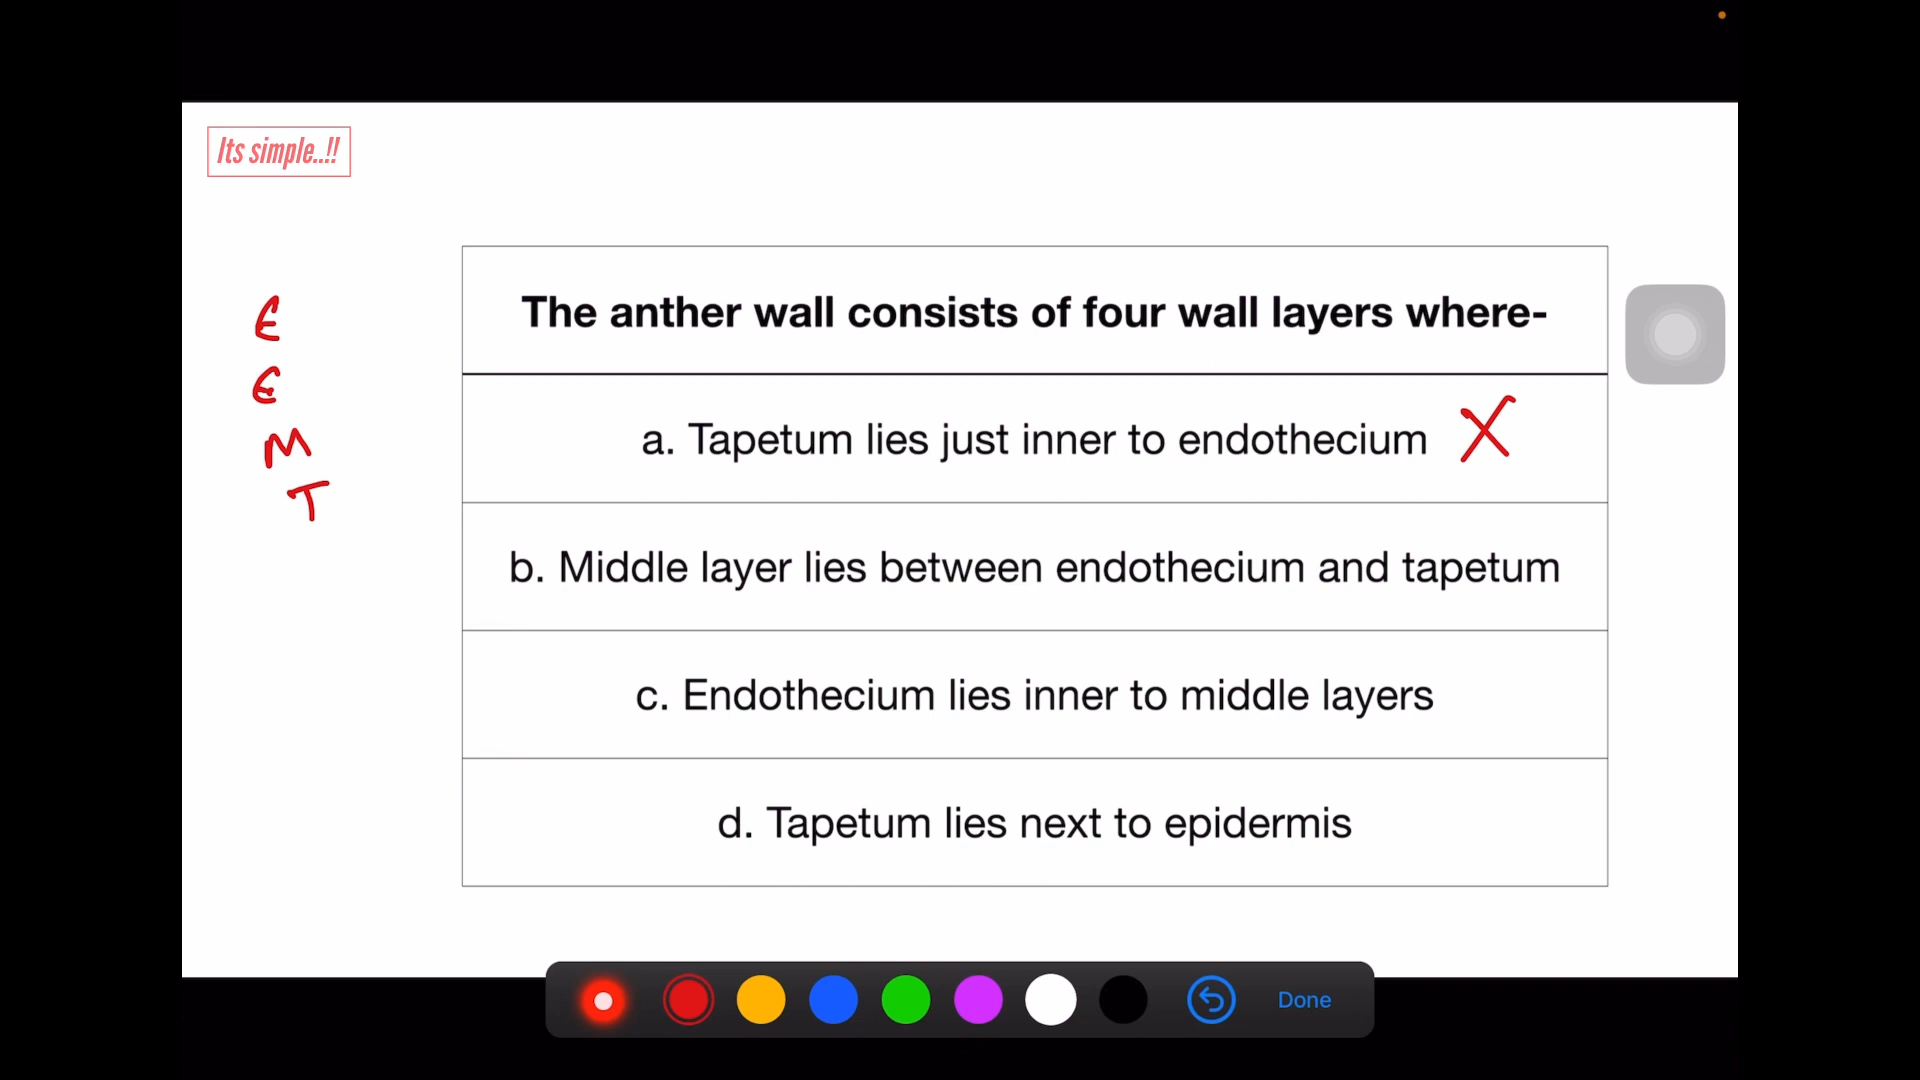 Its simple..!!
The anther wall consists of four wall layers where-
E
E
M
T
a. Tapetum lies just inner to endothecium X
b. Middle layer lies between endothecium and tapetum
c. Endothecium lies inner to middle layers
d. Tapetum lies next to epidermis
Done